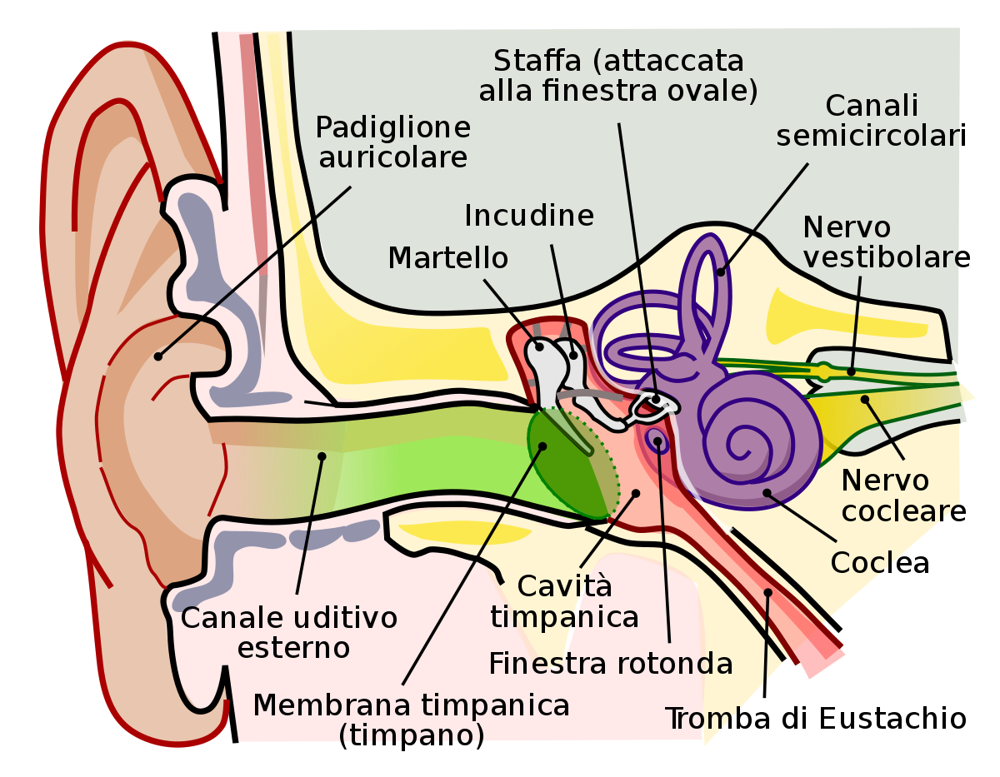 Staffa (attaccata
alla finestra ovale)
Canali
semicircolari
Padiglione
auricolare
Incudine
Nervo
vestibolare
Martello
Nervo
cocleare
Coclea
Cavità
timpanica
Canale uditivo
esterno
Finestra rotonda
Membrana timpanica
(timpano)
Tromba di Eustachio